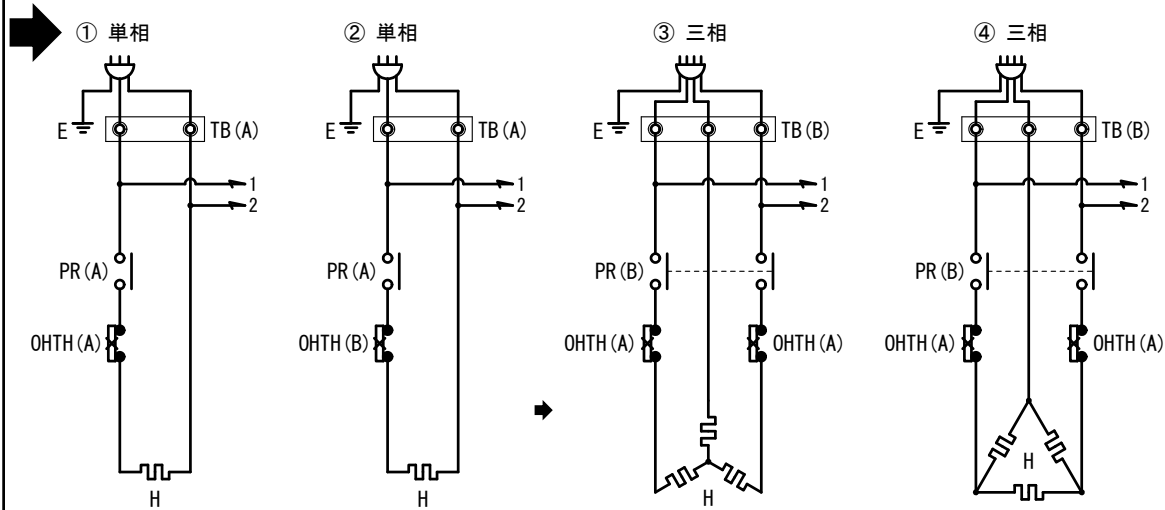 ① 単相
E
TB(A)
1
2
PR(A)
OHTH(A)
H
② 単相
E
TB(A)
1
2
PR(A)
OHTH(B)
H
③ 三相
E
TB(B)
1
2
PR(B)
OHTH(A)
OHTH(A)
H
④ 三相
E
TB(B)
1
2
PR(B)
OHTH(A)
OHTH(A)
H